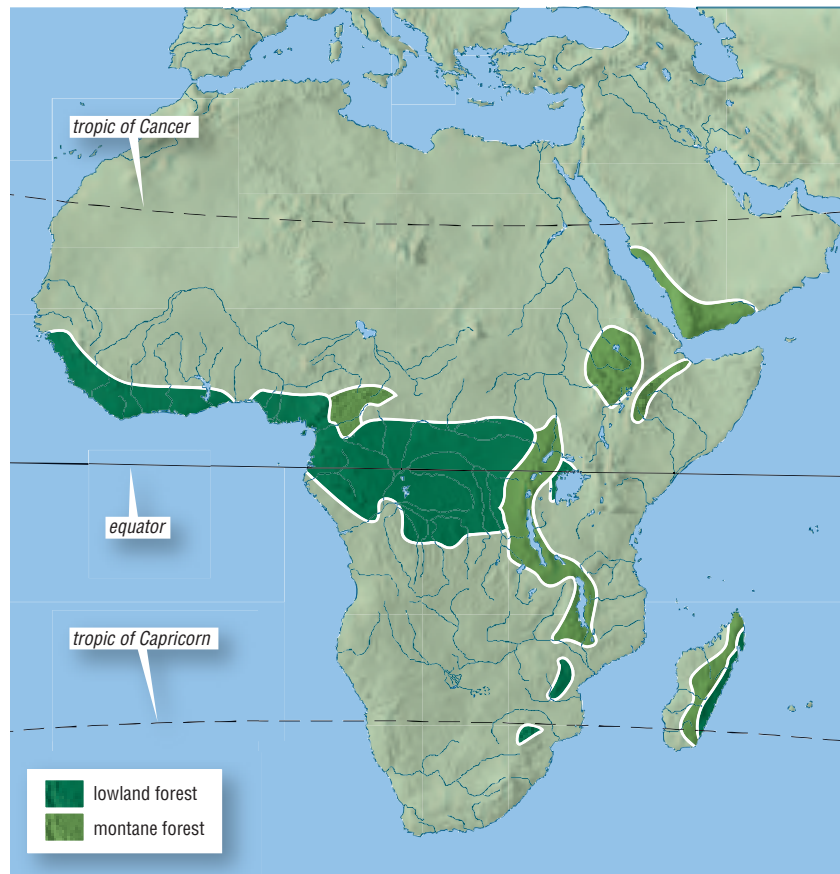 tropic of Cancer
equator
tropic of Capricorn
lowland forest
montane forest